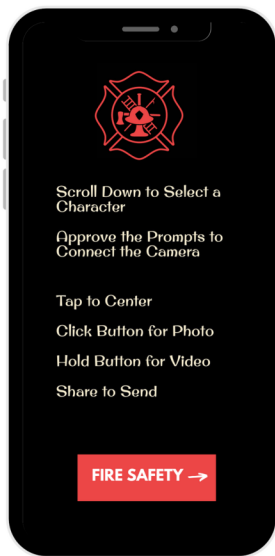 Scroll Down to Select a
Character
Approve the Prompts to
Connect the Camera
Tap to Center
Click Button for Photo
Hold Button for Video
Share to Send
FIRE SAFETY →